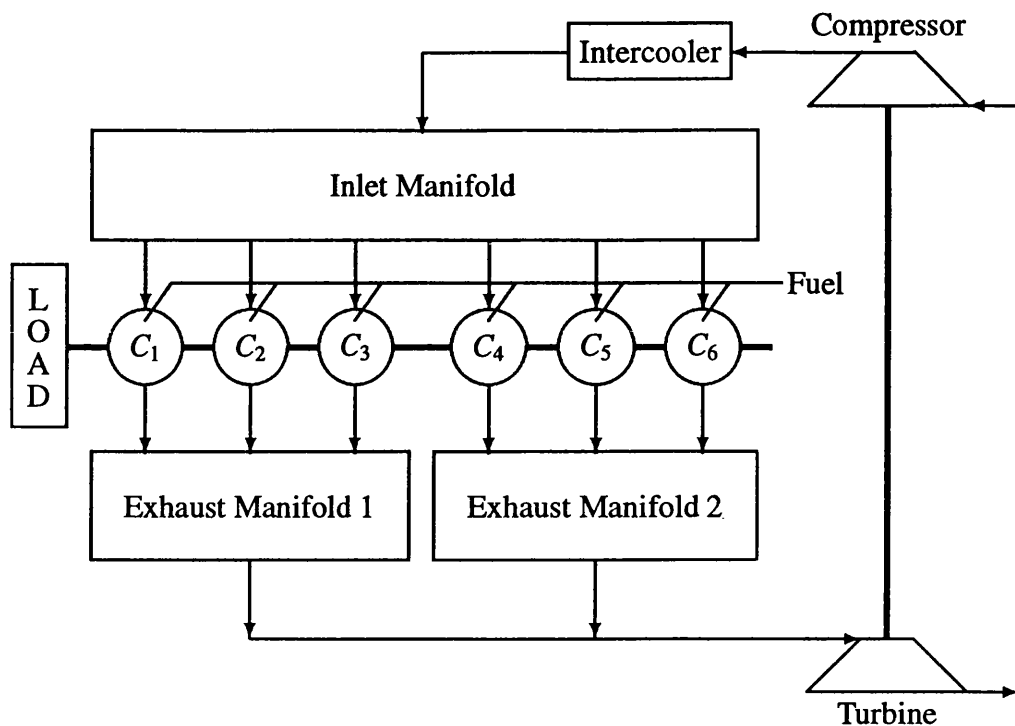 Compressor
Intercooler
Inlet Manifold
Fuel
L
O
A
D
C₁
C₂
C₃
C₄
C₅
C₆
Exhaust Manifold 1
Exhaust Manifold 2
Turbine